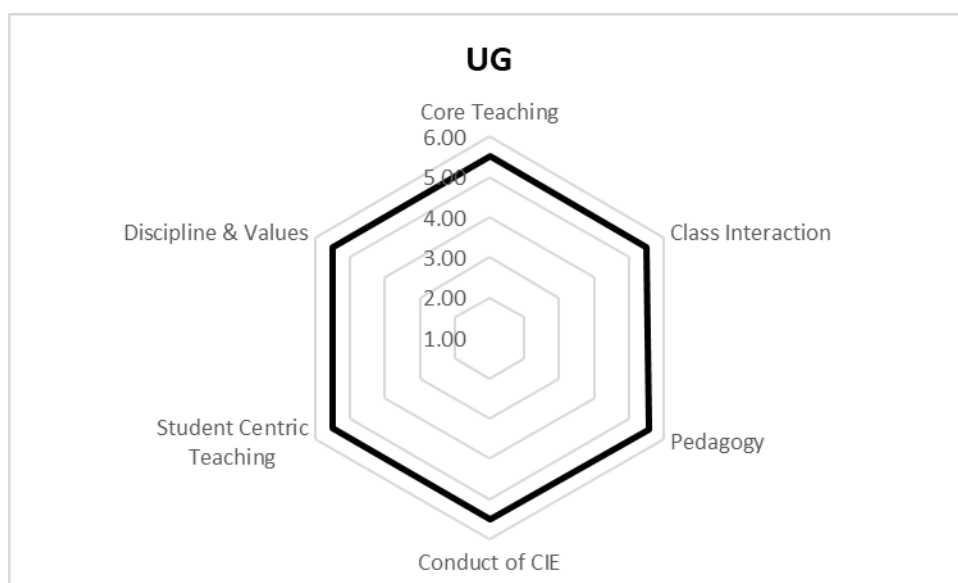 UG
Core Teaching
6.00
5.00
4.00
3.00
2.00
1.00
Discipline & Values
Class Interaction
Student Centric
Teaching
Pedagogy
Conduct of CIE